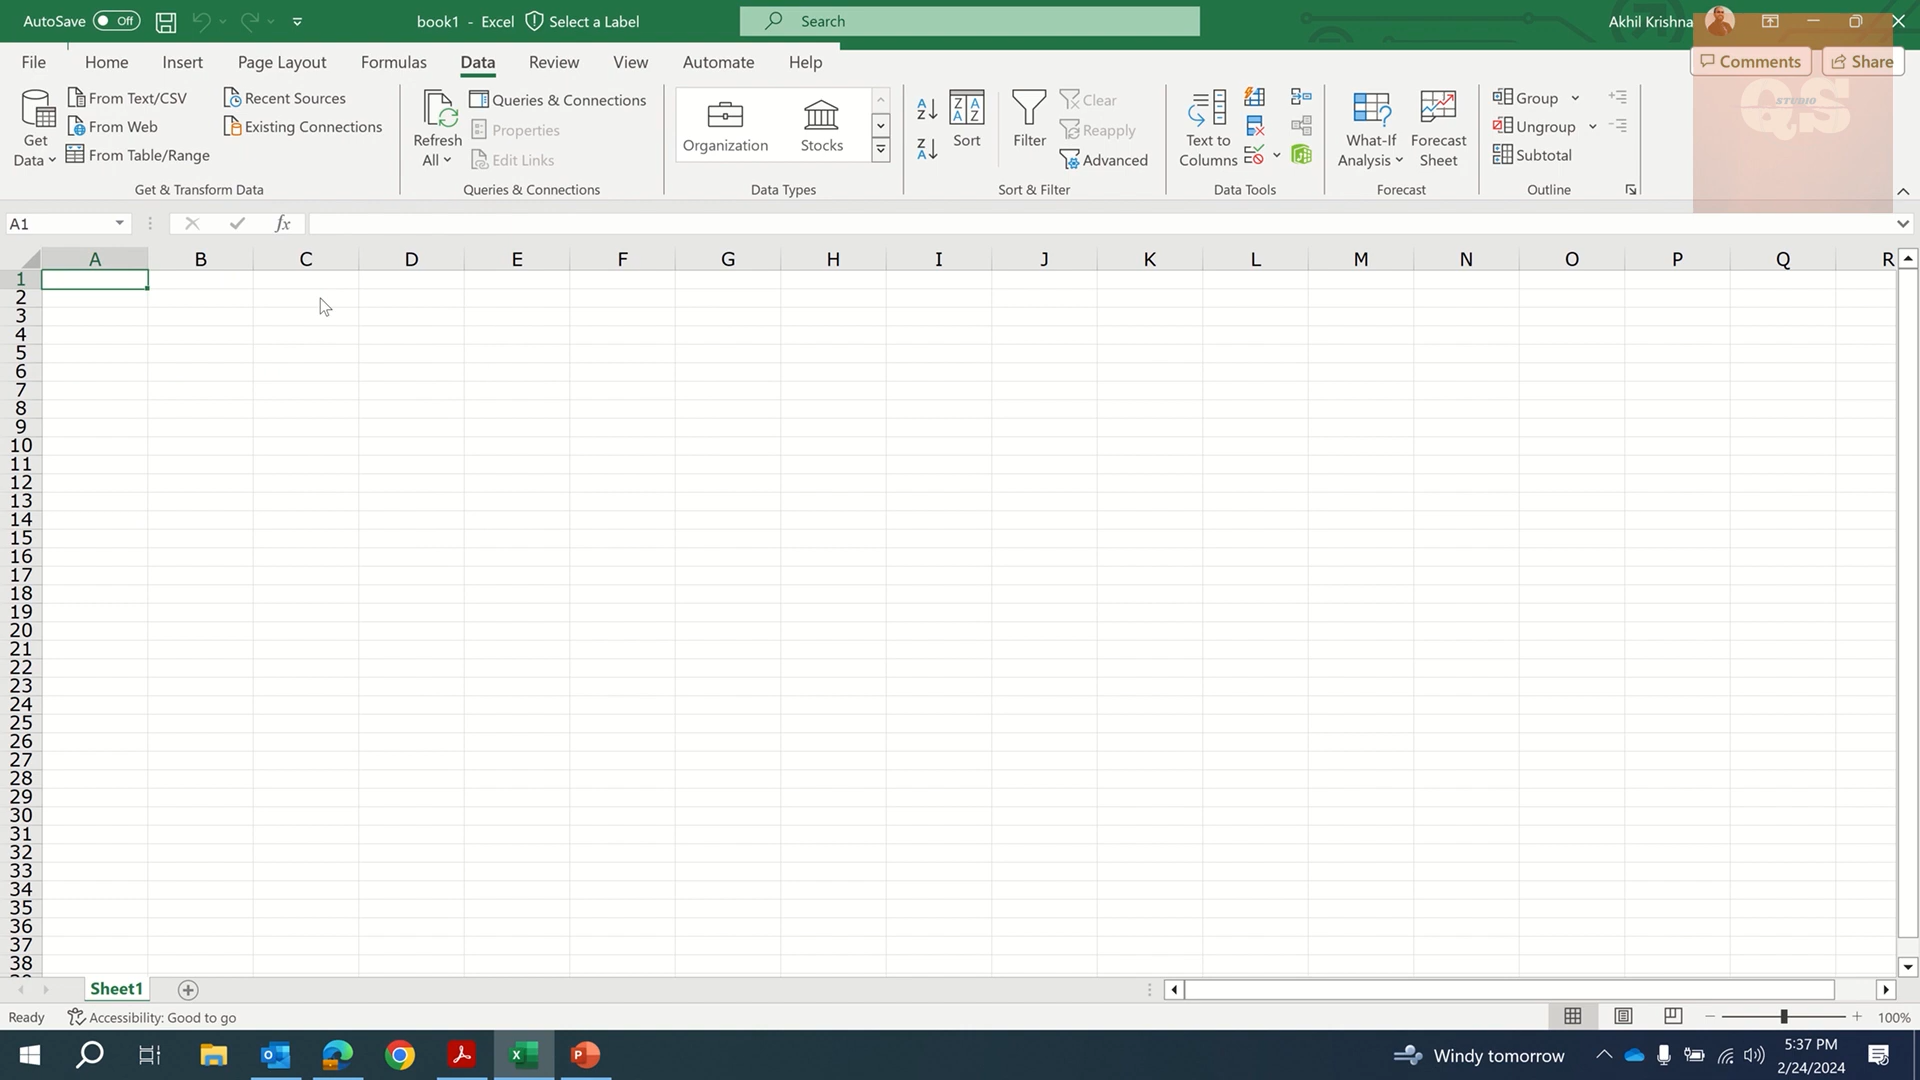 AutoSave Off book1 - Excel Select a Label Search Akhil Krishna
File Home Insert Page Layout Formulas Data Review View Automate Help Comments Share
Get Data From Text/CSV From Web From Table/Range Recent Sources Existing Connections
Refresh All Queries & Connections Properties Edit Links
Organization Stocks
Sort Filter Clear Reapply Advanced
Text to Columns What-If Analysis Forecast Sheet
Group Ungroup Subtotal
STUDIO
QS
Get & Transform Data Queries & Connections Data Types Sort & Filter Data Tools Forecast Outline
A1 fx
A B C D E F G H I J K L M N O P Q R
1
2
3
4
5
6
7
8
9
10
11
12
13
14
15
16
17
18
19
20
21
22
23
24
25
26
27
28
29
30
31
32
33
34
35
36
37
38
Sheet1
Ready Accessibility: Good to go 100%
Windy tomorrow 5:37 PM
2/24/2024